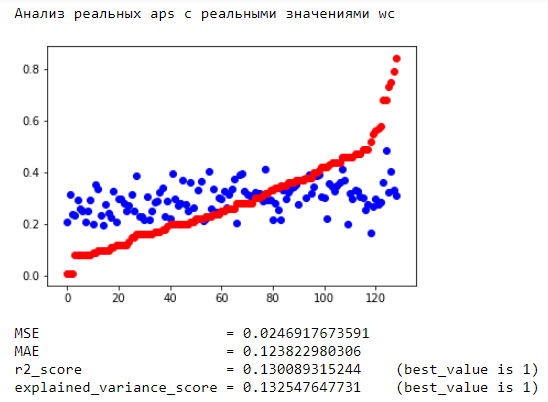 Анализ реальных aps с реальными значениями wc
0.8
0.6
0.4
0.2
0.0
0 20 40 60 80 100 120
MSE = 0.0246917673591
MAE = 0.123822980306
r2_score = 0.130089315244 (best_value is 1)
explained_variance_score = 0.132547647731 (best_value is 1)